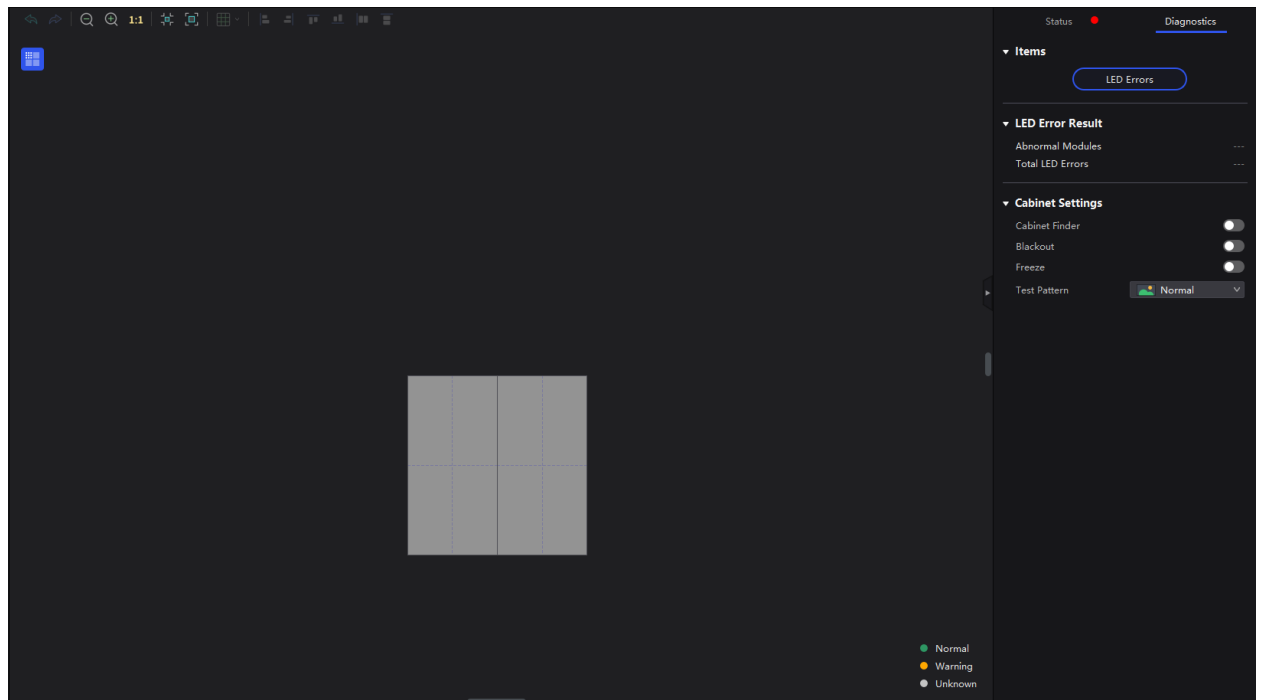 1:1
Status
Diagnostics
Items
LED Errors
LED Error Result
Abnormal Modules ---
Total LED Errors ---
Cabinet Settings
Cabinet Finder
Blackout
Freeze
Test Pattern Normal
Normal
Warning
Unknown